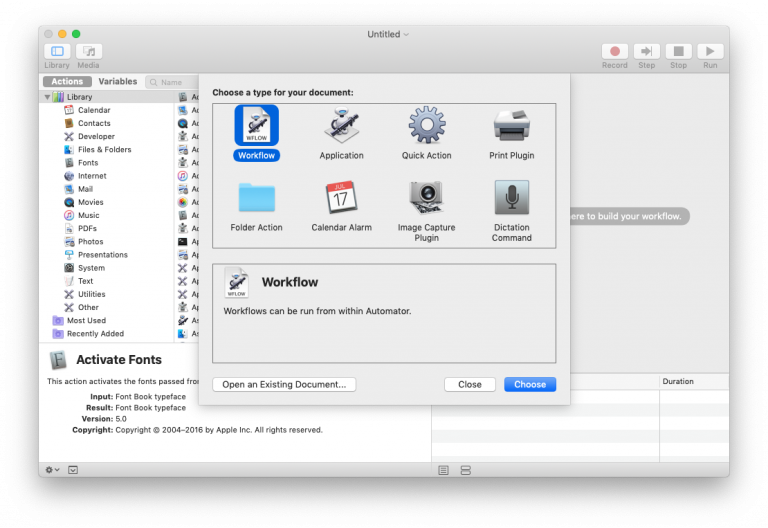 Untitled
Library Media
Record Step Stop Run
Actions Variables Name
Library
Calendar
Contacts
Developer
Files & Folders
Fonts
Internet
Mail
Movies
Music
PDFs
Photos
Presentations
System
Text
Utilities
Other
Most Used
Recently Added
Choose a type for your document:
WFLOW
Workflow Application Quick Action Print Plugin
JUL
17
Folder Action Calendar Alarm Image Capture Plugin Dictation Command
here to build your workflow.
WFLOW
Workflow
Workflows can be run from within Automator.
Open an Existing Document... Close Choose
Activate Fonts
This action activates the fonts passed
Input: Font Book typeface
Result: Font Book typeface
Version: 5.0
Copyright: Copyright © 2004–2016 by Apple Inc. All rights reserved.
Duration